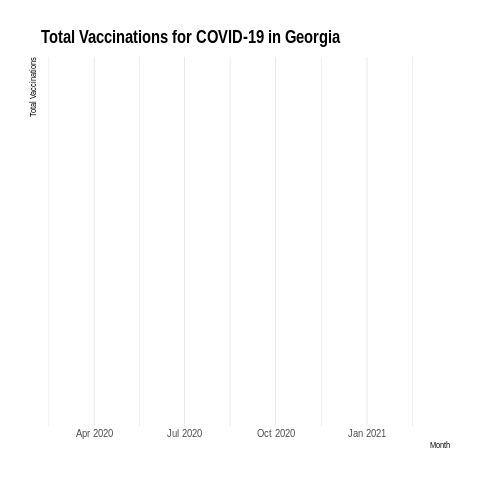 Total Vaccinations for COVID-19 in Georgia
Total Vaccinations
Apr 2020
Jul 2020
Oct 2020
Jan 2021
Month